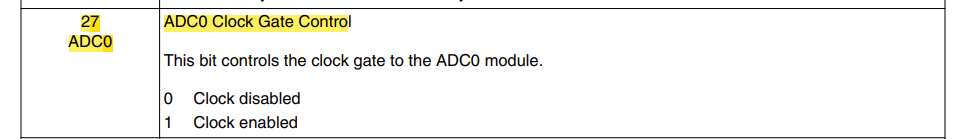 27
ADC0
ADC0 Clock Gate Control
This bit controls the clock gate to the ADC0 module.
0 Clock disabled
1 Clock enabled